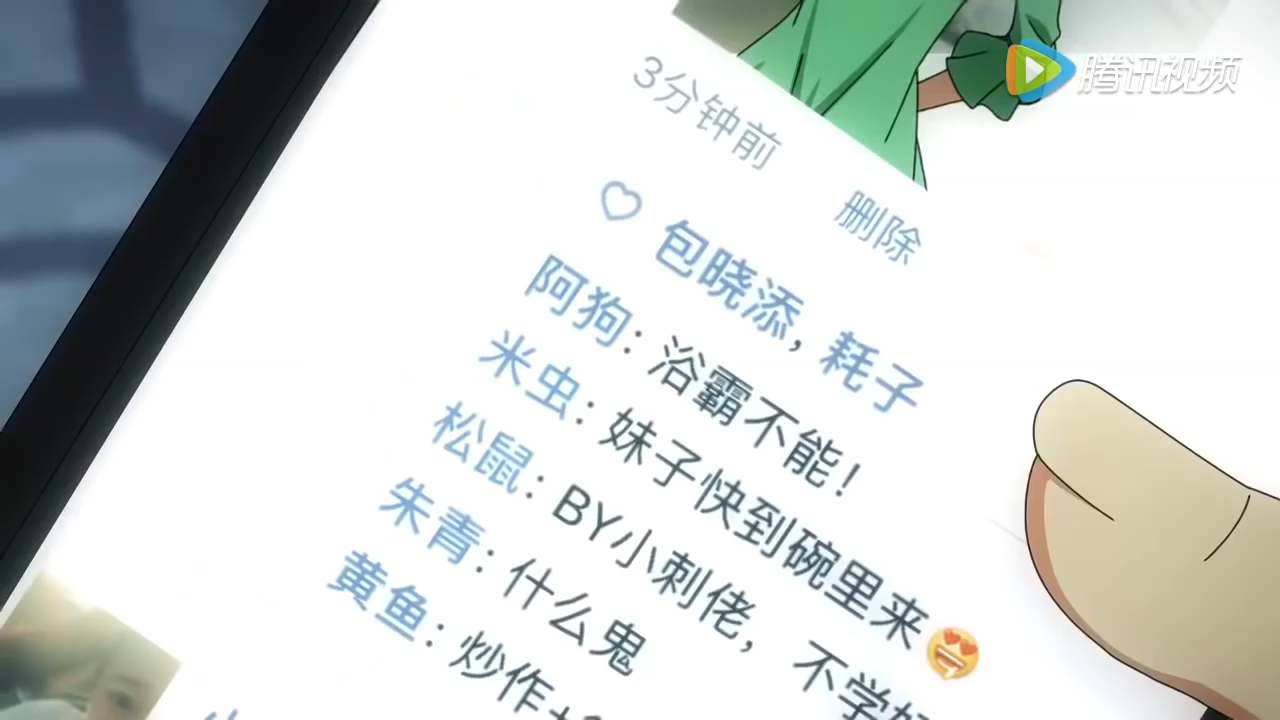 腾讯视频
3分钟前
删除
包晓添，耗子
阿狗：浴霸不能！
米虫：妹子快到碗里来
松鼠：BY小刺佬，不学
朱青：什么鬼
黄鱼：炒作+